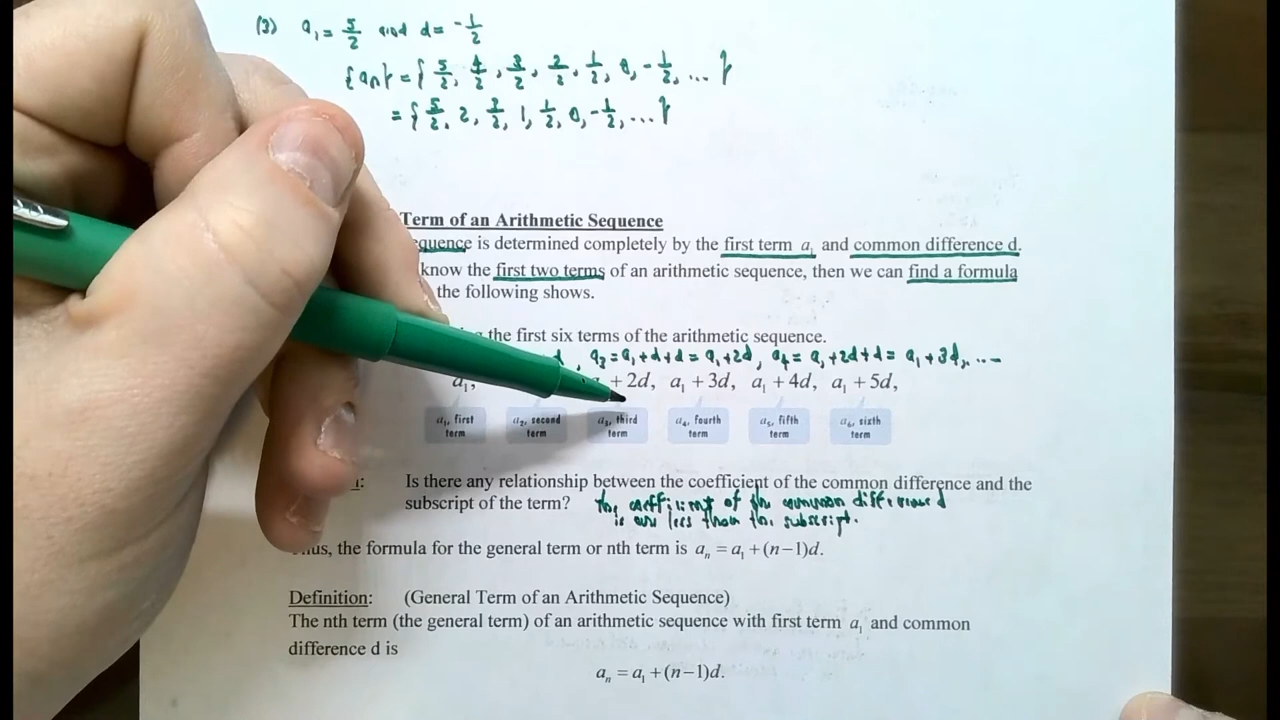 (3) a₁ = 5/2 and d = -1/2
{an} = {5/2, 4/2, 3/2, 2/2, 1/2, 0, -1/2, ...}
= {5/2, 2, 3/2, 1, 1/2, 0, -1/2, ...}
Term of an Arithmetic Sequence
quence is determined completely by the first term a₁ and common difference d.
know the first two terms of an arithmetic sequence, then we can find a formula
the following shows.
the first six terms of the arithmetic sequence.
, a₃ = a₁+d+d = a₁+2d, a₄ = a₁+2d+d = a₁+3d, ...
a₁, + 2d, a₁ + 3d, a₁ + 4d, a₁ + 5d,
a₁, first term a₂, second term a₃, third term a₄, fourth term a₅, fifth term a₆, sixth term
: Is there any relationship between the coefficient of the common difference and the
subscript of the term? the coefficient of the common difference d
is one less than the subscript.
Thus, the formula for the general term or nth term is aₙ = a₁ + (n−1)d.
Definition: (General Term of an Arithmetic Sequence)
The nth term (the general term) of an arithmetic sequence with first term a₁ and common
difference d is
aₙ = a₁ + (n−1)d.